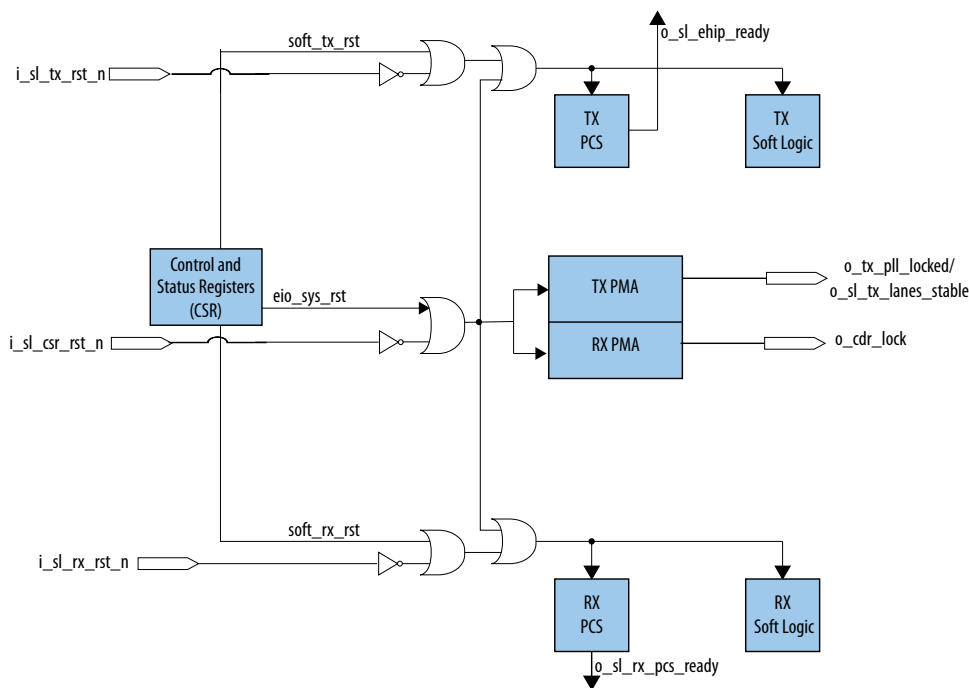 o_sl_ehip_ready
soft_tx_rst
i_sl_tx_rst_n
TX
PCS
TX
Soft Logic
Control and
Status Registers
(CSR)
eio_sys_rst
TX PMA
o_tx_pll_locked/
o_sl_tx_lanes_stable
i_sl_csr_rst_n
RX PMA
o_cdr_lock
soft_rx_rst
i_sl_rx_rst_n
RX
PCS
RX
Soft Logic
o_sl_rx_pcs_ready